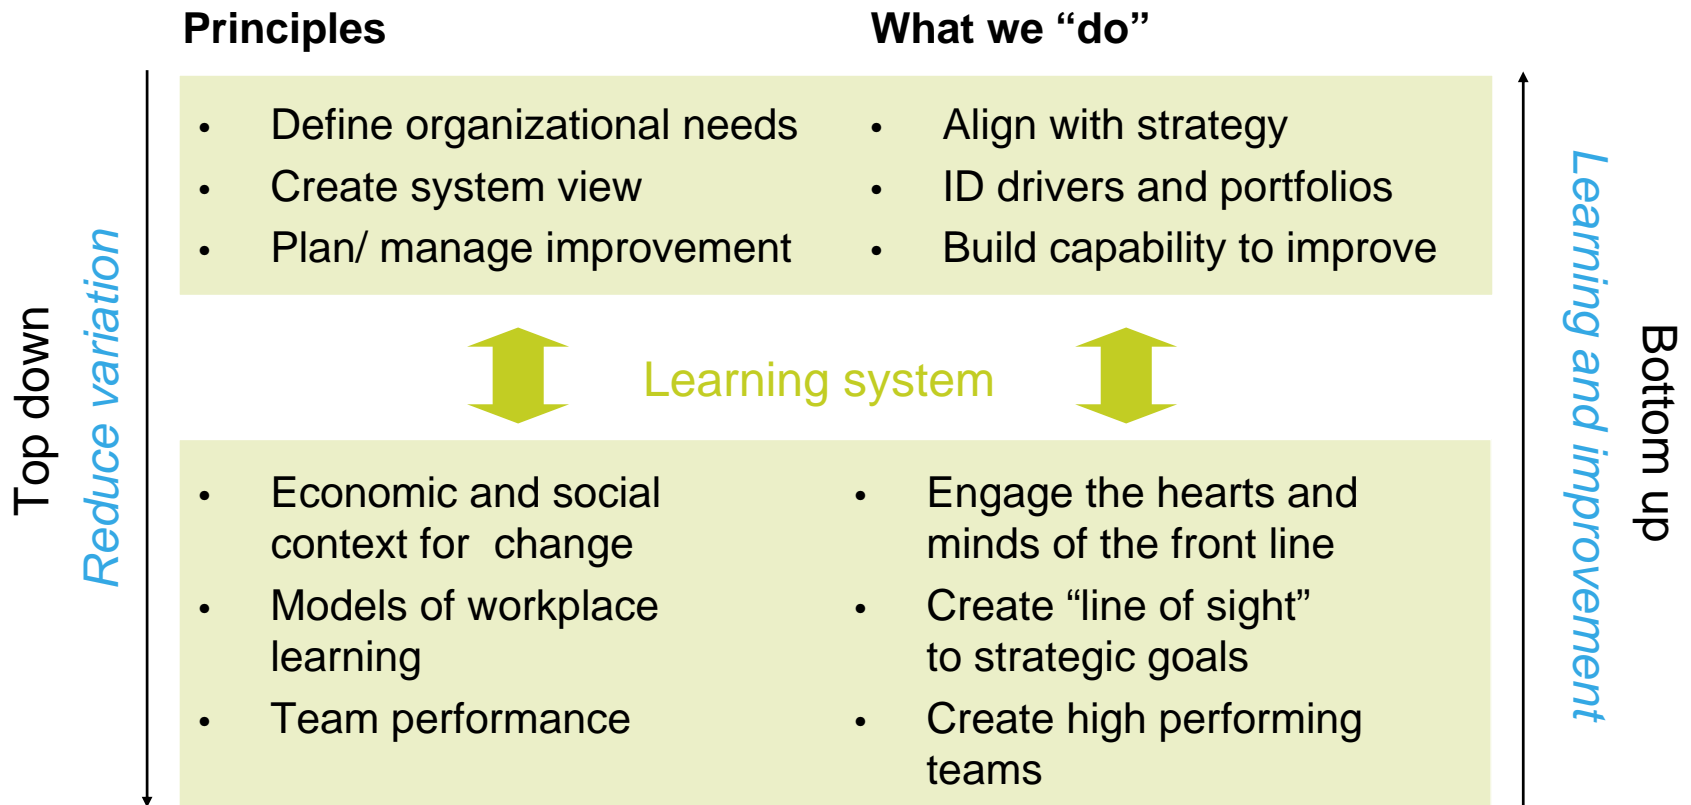 Principles
What we “do”
Top down
Reduce variation
• Define organizational needs
• Create system view
• Plan/ manage improvement
• Align with strategy
• ID drivers and portfolios
• Build capability to improve
Learning system
• Economic and social
context for  change
• Models of workplace
learning
• Team performance
• Engage the hearts and
minds of the front line
• Create “line of sight”
to strategic goals
• Create high performing
teams
Learning and improvement
Bottom up